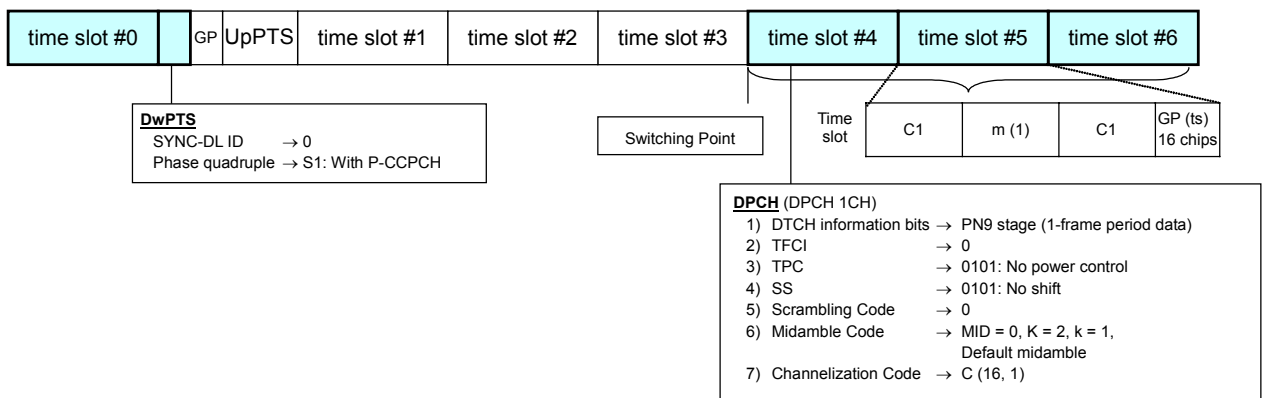 time slot #0 GP UpPTS time slot #1 time slot #2 time slot #3 time slot #4 time slot #5 time slot #6
DwPTS
SYNC-DL ID → 0
Phase quadruple → S1: With P-CCPCH
Switching Point
Time slot C1 m (1) C1 GP (ts) 16 chips
DPCH (DPCH 1CH)
1) DTCH information bits → PN9 stage (1-frame period data)
2) TFCI → 0
3) TPC → 0101: No power control
4) SS → 0101: No shift
5) Scrambling Code → 0
6) Midamble Code → MID = 0, K = 2, k = 1,
Default midamble
7) Channelization Code → C (16, 1)